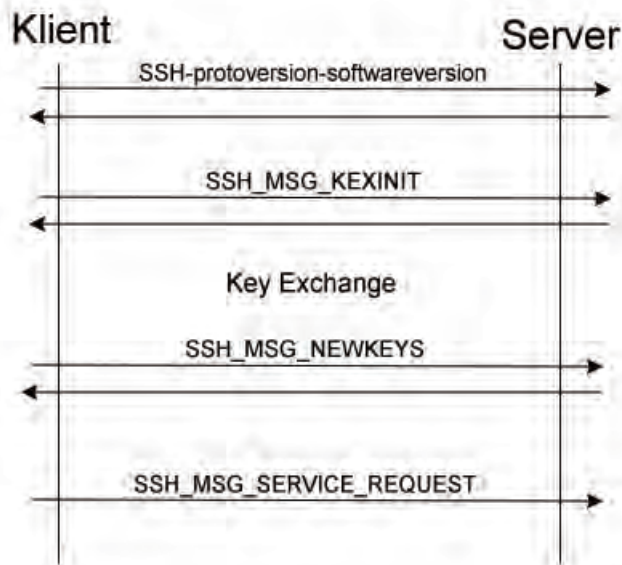 Klient
Server
SSH-protoversion-softwareversion
SSH_MSG_KEXINIT
Key Exchange
SSH_MSG_NEWKEYS
SSH_MSG_SERVICE_REQUEST